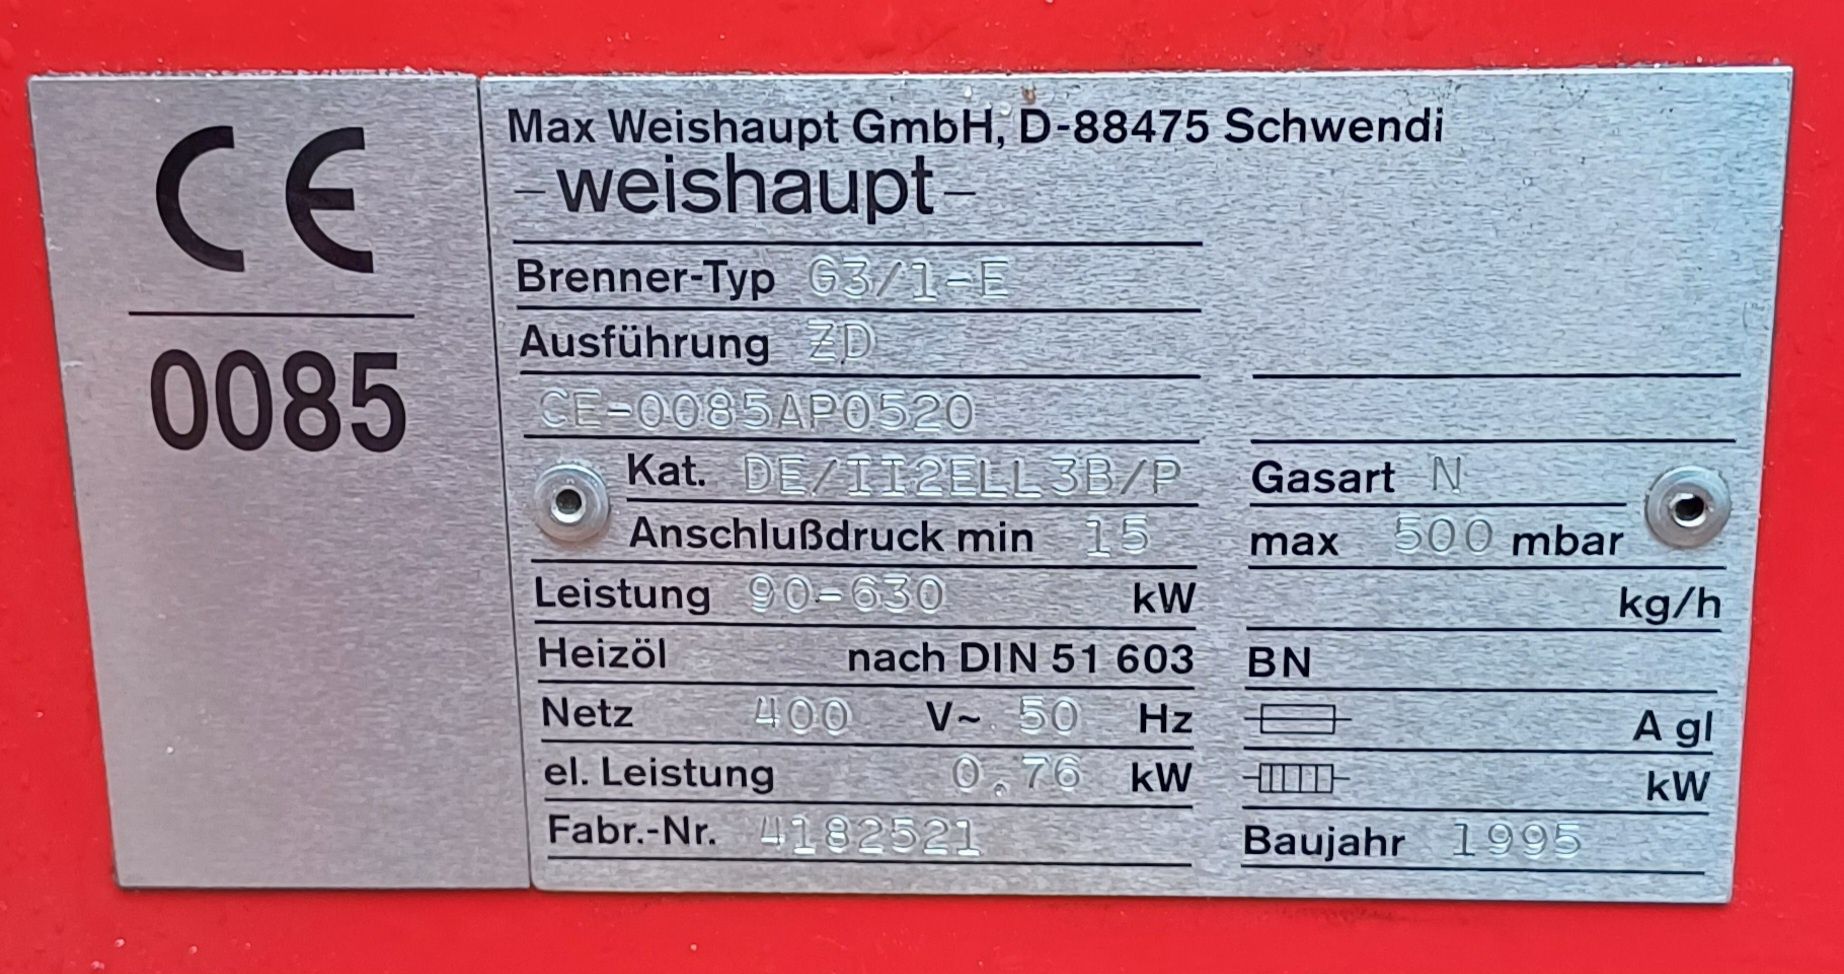 CE
0085
Max Weishaupt GmbH, D-88475 Schwendi
-weishaupt-
Brenner-Typ G3/1-E
Ausführung ZD
CE-0085AP0520
Kat. DE/II2ELL3B/P Gasart N
Anschlußdruck min 15 max 500 mbar
Leistung 90-630 kW kg/h
Heizöl nach DIN 51 603 BN
Netz 400 V~ 50 Hz A gl
el. Leistung 0,76 kW kW
Fabr.-Nr. 4182521 Baujahr 1995